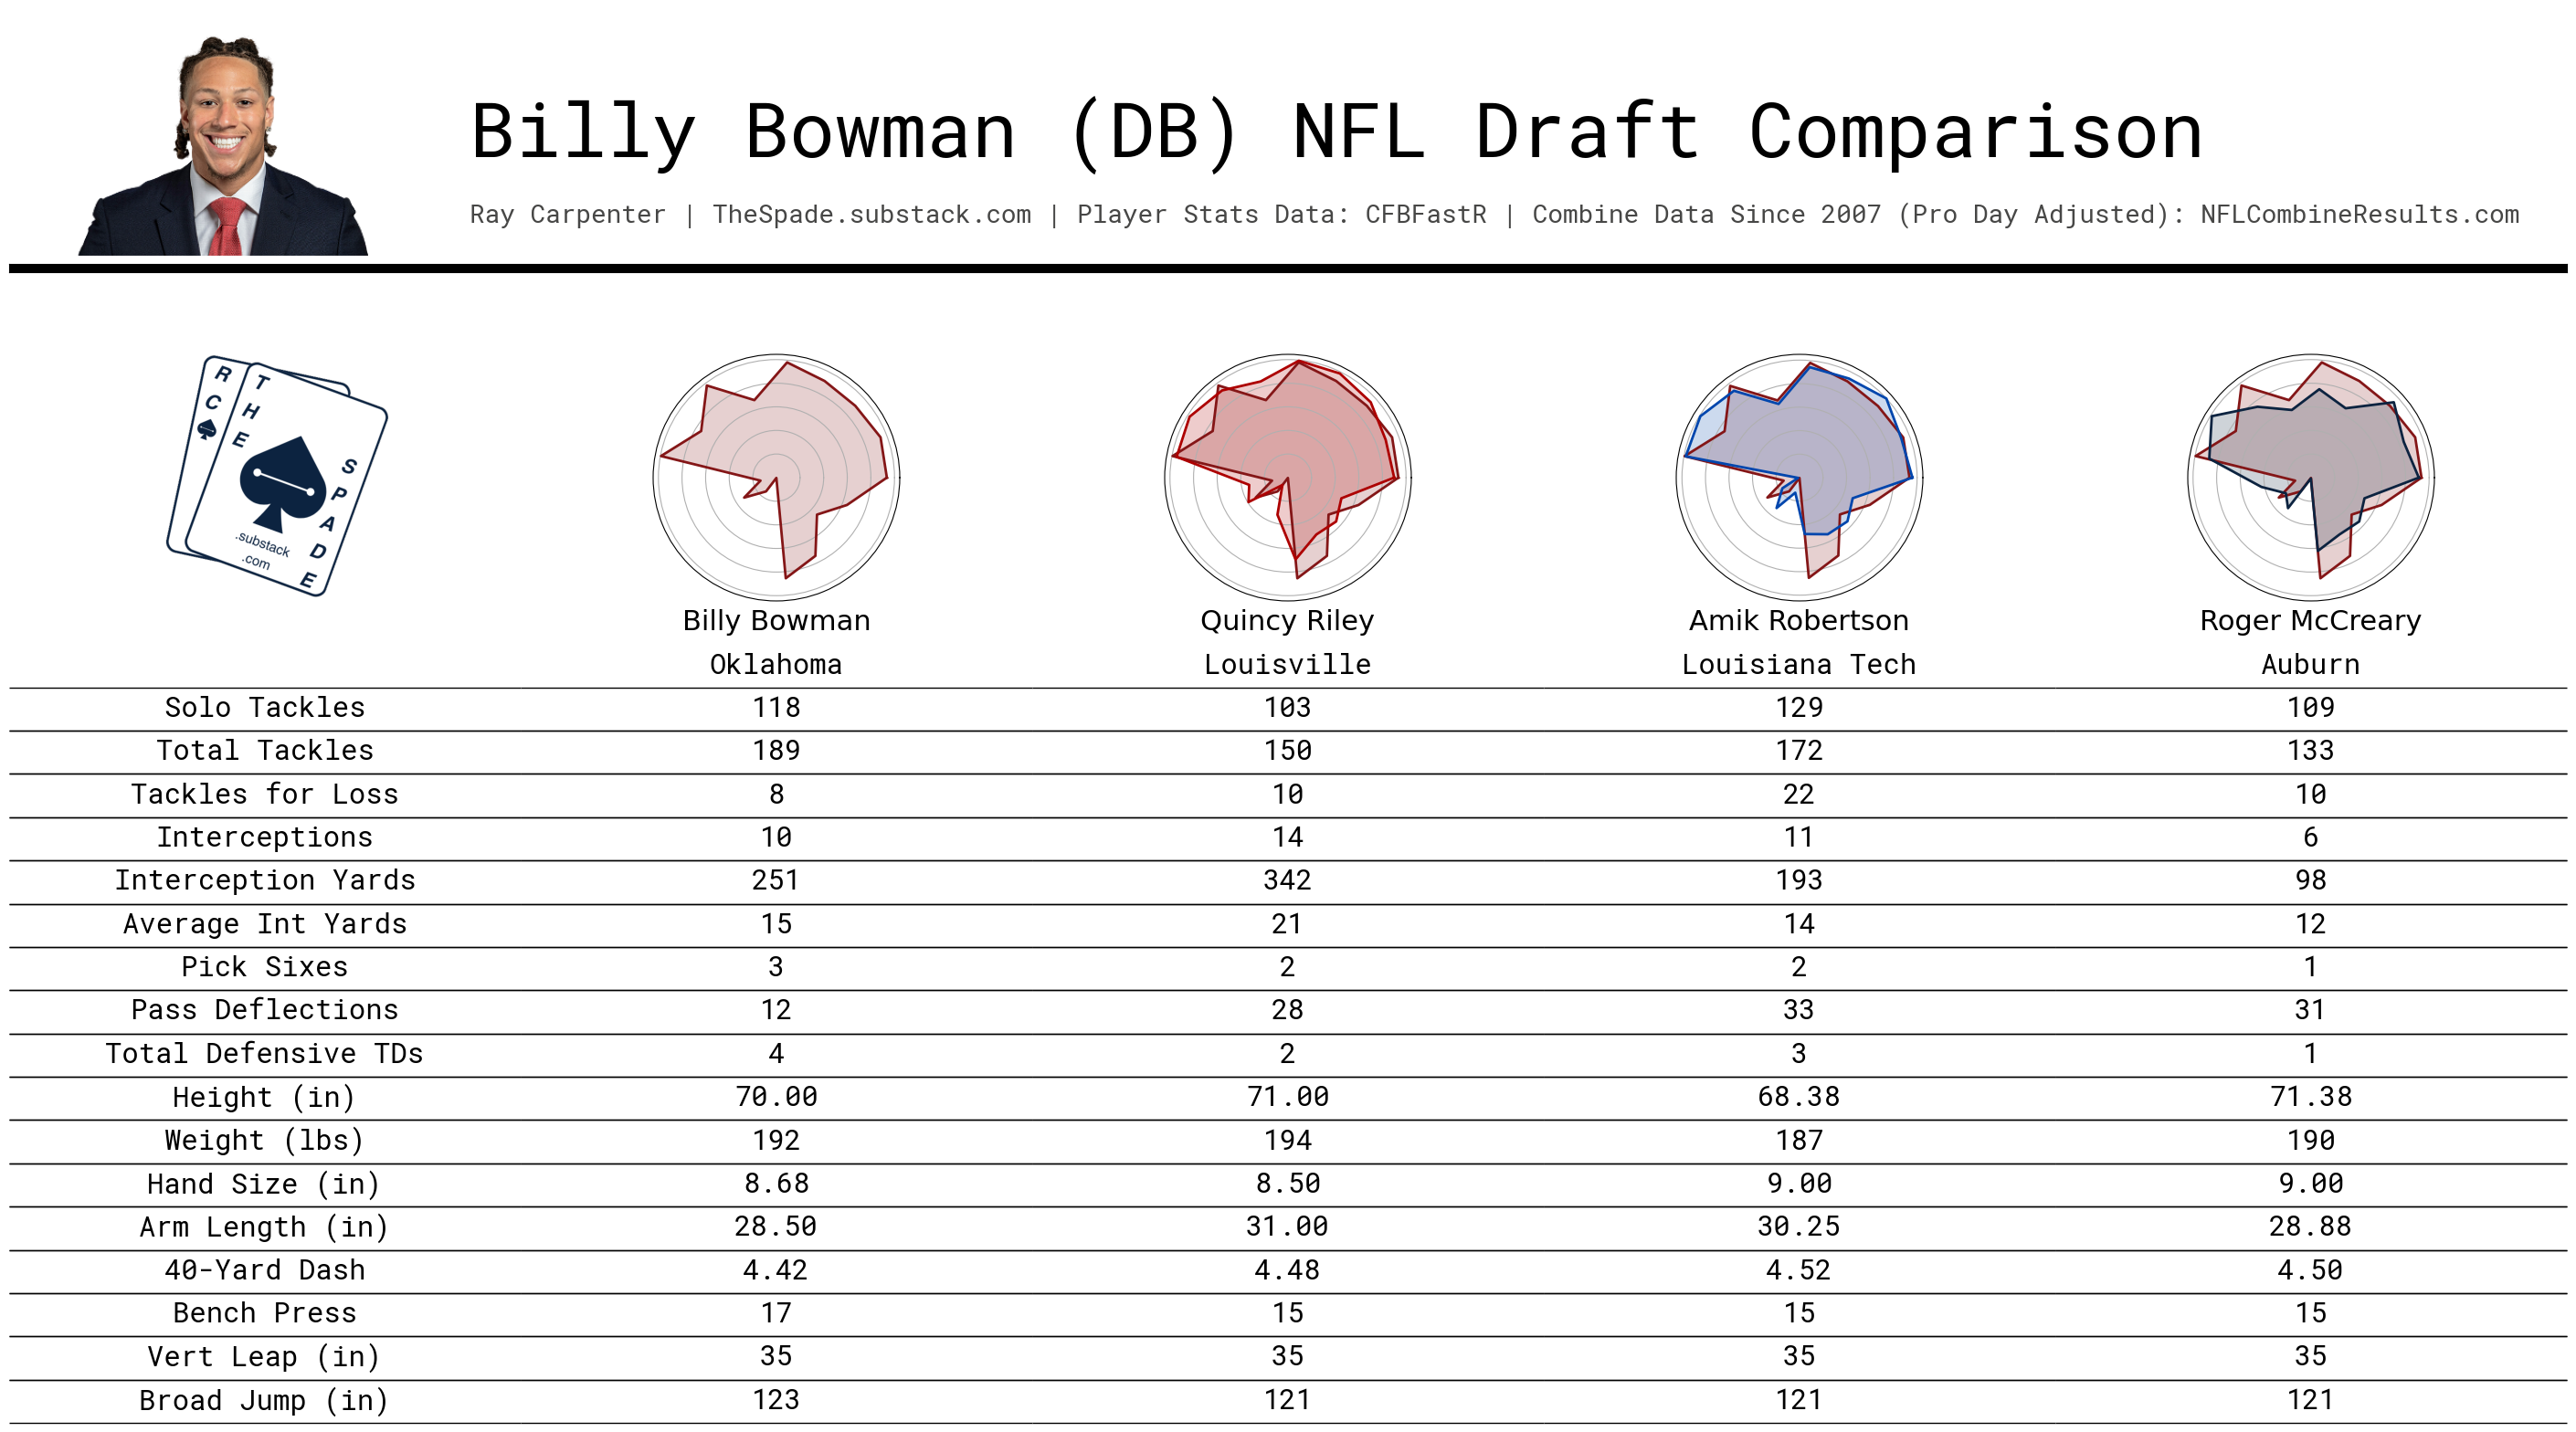 Billy Bowman (DB) NFL Draft Comparison
Ray Carpenter | TheSpade.substack.com | Player Stats Data: CFBFastR | Combine Data Since 2007 (Pro Day Adjusted): NFLCombineResults.com
RC
THE
SPADE
.substack
.com
Billy Bowman Quincy Riley Amik Robertson Roger McCreary
Oklahoma Louisville Louisiana Tech Auburn
Solo Tackles 118 103 129 109
Total Tackles 189 150 172 133
Tackles for Loss 8 10 22 10
Interceptions 10 14 11 6
Interception Yards 251 342 193 98
Average Int Yards 15 21 14 12
Pick Sixes 3 2 2 1
Pass Deflections 12 28 33 31
Total Defensive TDs 4 2 3 1
Height (in) 70.00 71.00 68.38 71.38
Weight (lbs) 192 194 187 190
Hand Size (in) 8.68 8.50 9.00 9.00
Arm Length (in) 28.50 31.00 30.25 28.88
40-Yard Dash 4.42 4.48 4.52 4.50
Bench Press 17 15 15 15
Vert Leap (in) 35 35 35 35
Broad Jump (in) 123 121 121 121